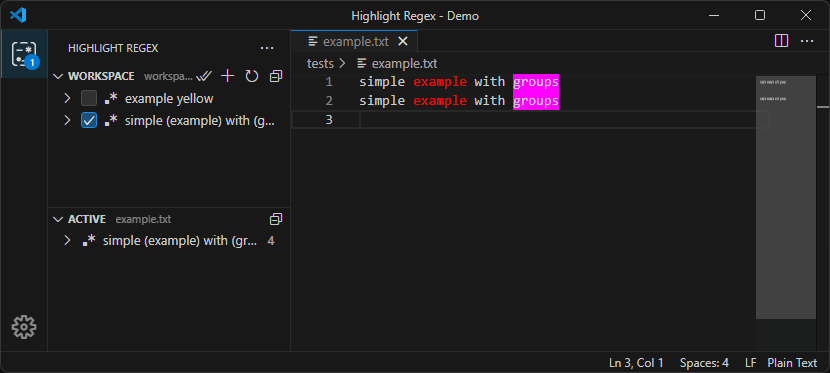 Highlight Regex - Demo
HIGHLIGHT REGEX
1
WORKSPACE workspa...
example yellow
simple (example) with (g...
ACTIVE example.txt
simple (example) with (gr... 4
example.txt
tests > example.txt
1 simple example with groups
2 simple example with groups
3
Ln 3, Col 1 Spaces: 4 LF Plain Text